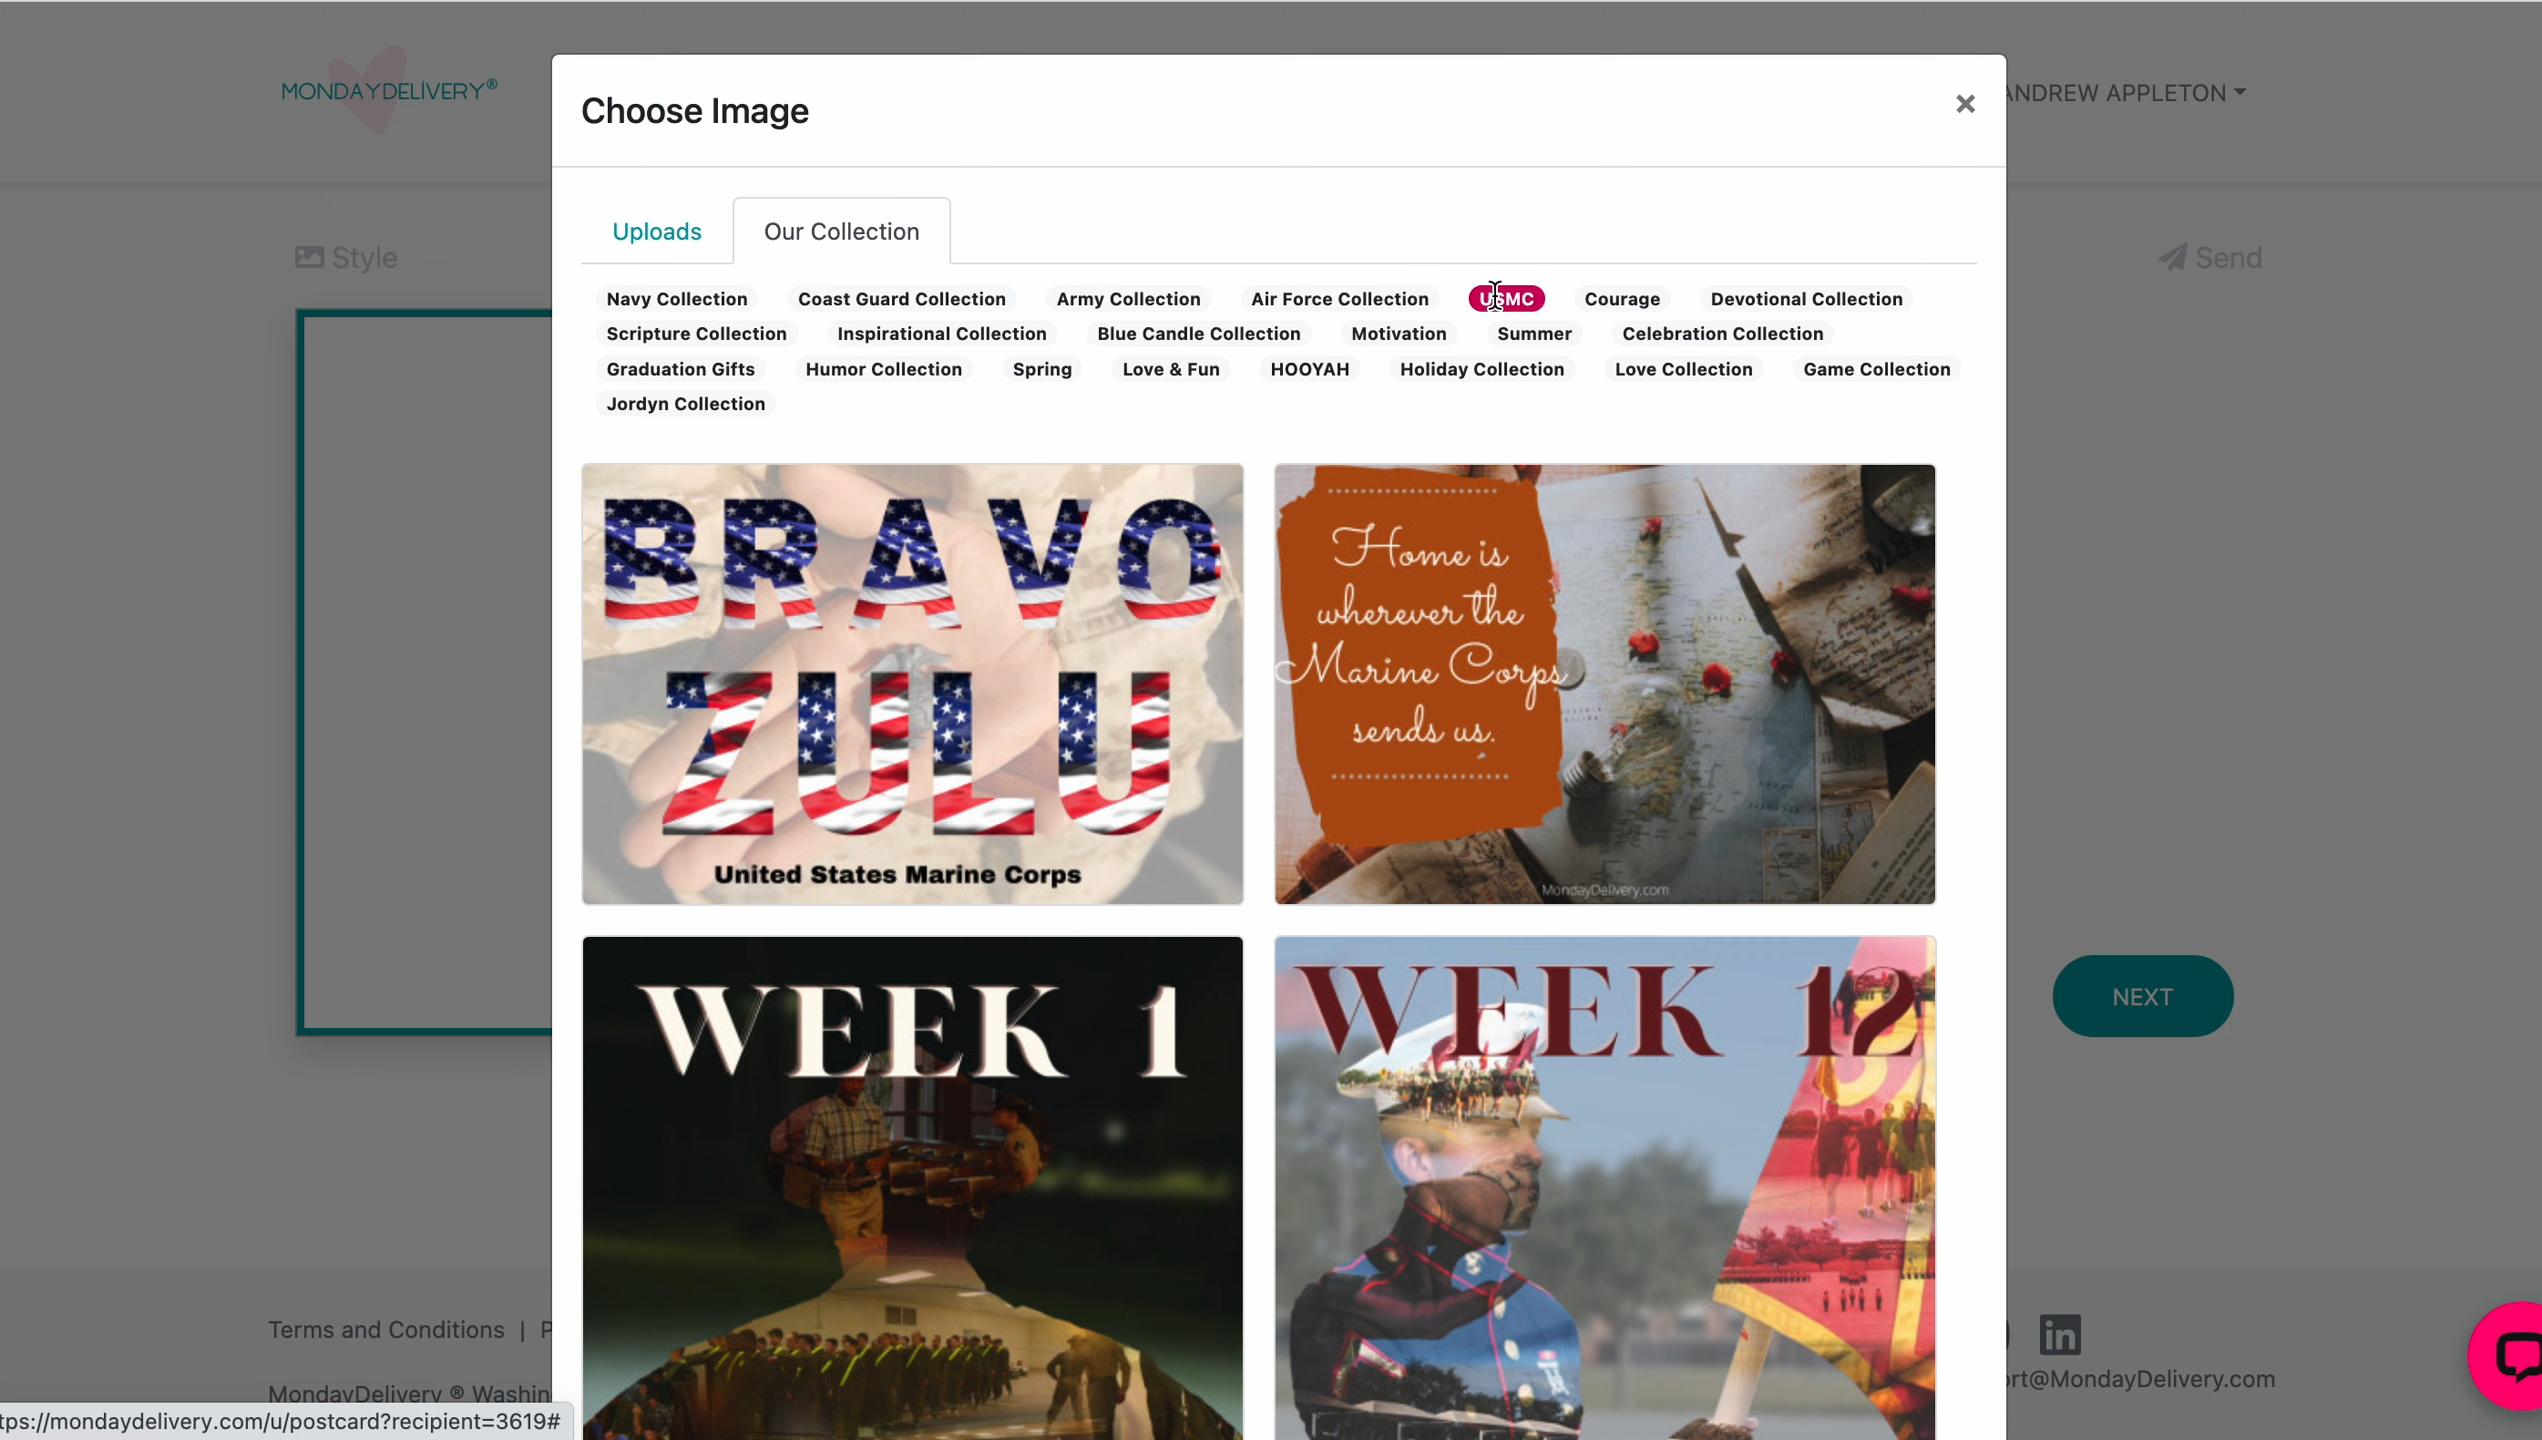 MONDAYDELIVERY®
Choose Image
×
ANDREW APPLETON
Style
Uploads
Our Collection
Send
Navy Collection
Coast Guard Collection
Army Collection
Air Force Collection
USMC
Courage
Devotional Collection
Scripture Collection
Inspirational Collection
Blue Candle Collection
Motivation
Summer
Celebration Collection
Graduation Gifts
Humor Collection
Spring
Love & Fun
HOOYAH
Holiday Collection
Love Collection
Game Collection
Jordyn Collection
BRAVO
ZULU
United States Marine Corps
Home is
wherever the
Marine Corps
sends us.
MondayDelivery.com
WEEK 1
WEEK 12
NEXT
Terms and Conditions | P
in
MondayDelivery ® Washin
rt@MondayDelivery.com
tps://mondaydelivery.com/u/postcard?recipient=3619#